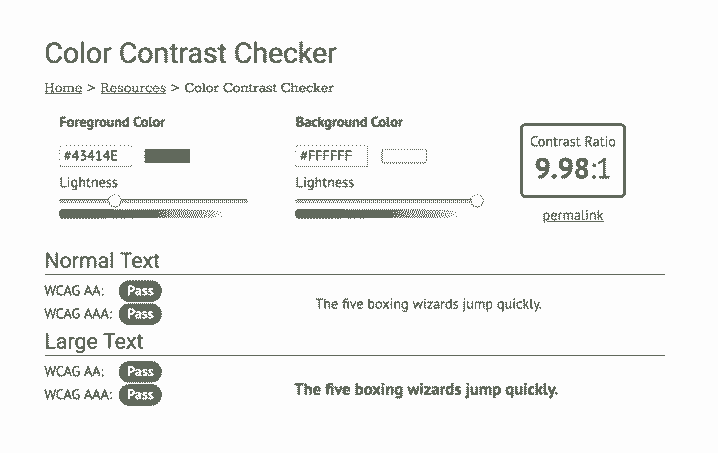 Color Contrast Checker
Home > Resources > Color Contrast Checker
Foreground Color
#43414E
Lightness
Background Color
#FFFFFF
Lightness
Contrast Ratio
9.98:1
permalink
Normal Text
WCAG AA: Pass
WCAG AAA: Pass
The five boxing wizards jump quickly.
Large Text
WCAG AA: Pass
WCAG AAA: Pass
The five boxing wizards jump quickly.